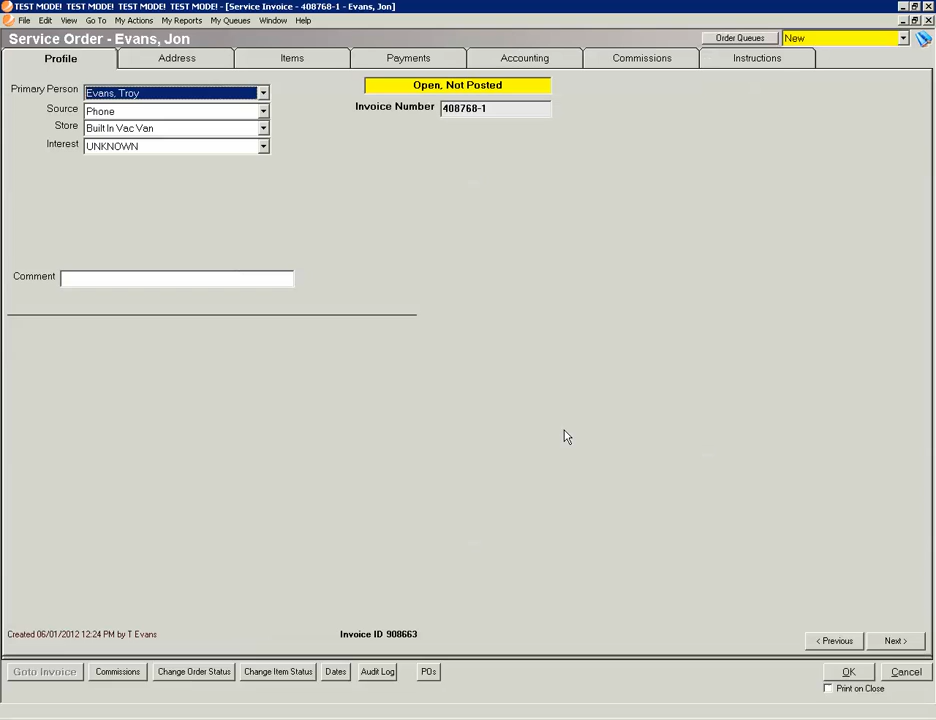 TEST MODE! TEST MODE! TEST MODE! TEST MODE! - [Service Invoice - 408768-1 - Evans, Jon]
File Edit View Go To My Actions My Reports My Queues Window Help
Service Order - Evans, Jon Order Queues New
Profile Address Items Payments Accounting Commissions Instructions
Primary Person Evans, Troy Open, Not Posted
Source Phone Invoice Number 408768-1
Store Built In Vac Van
Interest UNKNOWN
Comment
Created 06/01/2012 12:24 PM by T Evans Invoice ID 908663 < Previous Next >
Goto Invoice Commissions Change Order Status Change Item Status Dates Audit Log POs OK Cancel
Print on Close